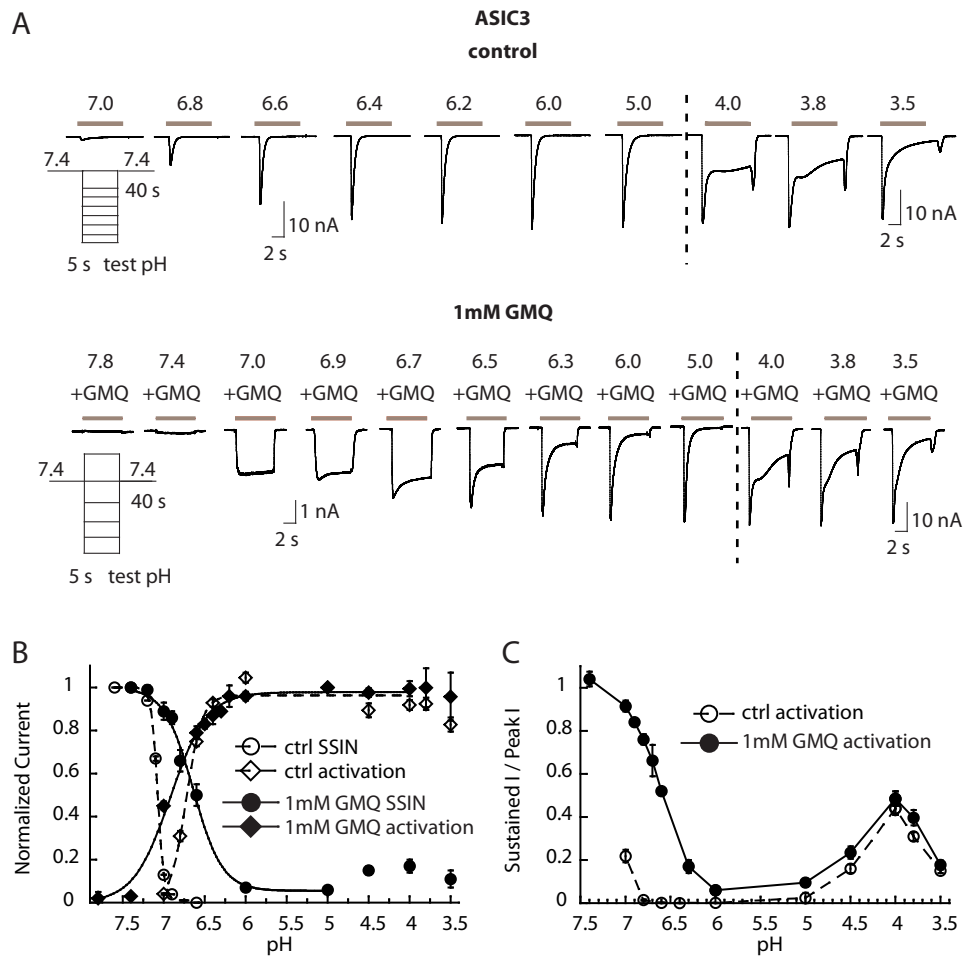 A
ASIC3
control
7.0 6.8 6.6 6.4 6.2 6.0 5.0 4.0 3.8 3.5
7.4 7.4
40 s
5 s test pH
10 nA
2 s
10 nA
2 s
1mM GMQ
7.8 7.4 7.0 6.9 6.7 6.5 6.3 6.0 5.0 4.0 3.8 3.5
+GMQ +GMQ +GMQ +GMQ +GMQ +GMQ +GMQ +GMQ +GMQ +GMQ +GMQ +GMQ
7.4 7.4
40 s
5 s test pH
1 nA
2 s
10 nA
2 s
B
Normalized Current
1
0.8
0.6
0.4
0.2
0
ctrl SSIN
ctrl activation
1mM GMQ SSIN
1mM GMQ activation
7.5 7 6.5 6 5.5 5 4.5 4 3.5
pH
C
Sustained I / Peak I
1
0.8
0.6
0.4
0.2
0
ctrl activation
1mM GMQ activation
7 6.5 6 5.5 5 4.5 4 3.5
pH